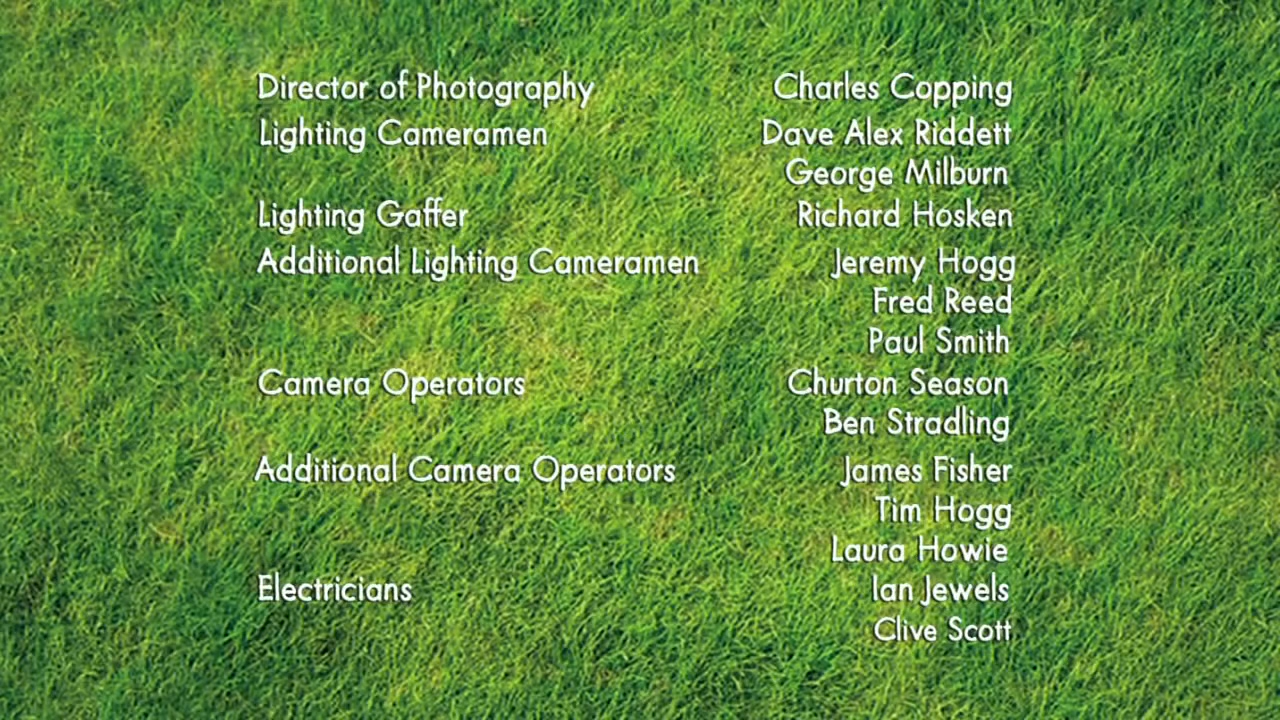 Director of Photography Charles Copping
Lighting Cameramen Dave Alex Riddett
George Milburn
Lighting Gaffer Richard Hosken
Additional Lighting Cameramen Jeremy Hogg
Fred Reed
Paul Smith
Camera Operators Churton Season
Ben Stradling
Additional Camera Operators James Fisher
Tim Hogg
Laura Howie
Electricians Ian Jewels
Clive Scott